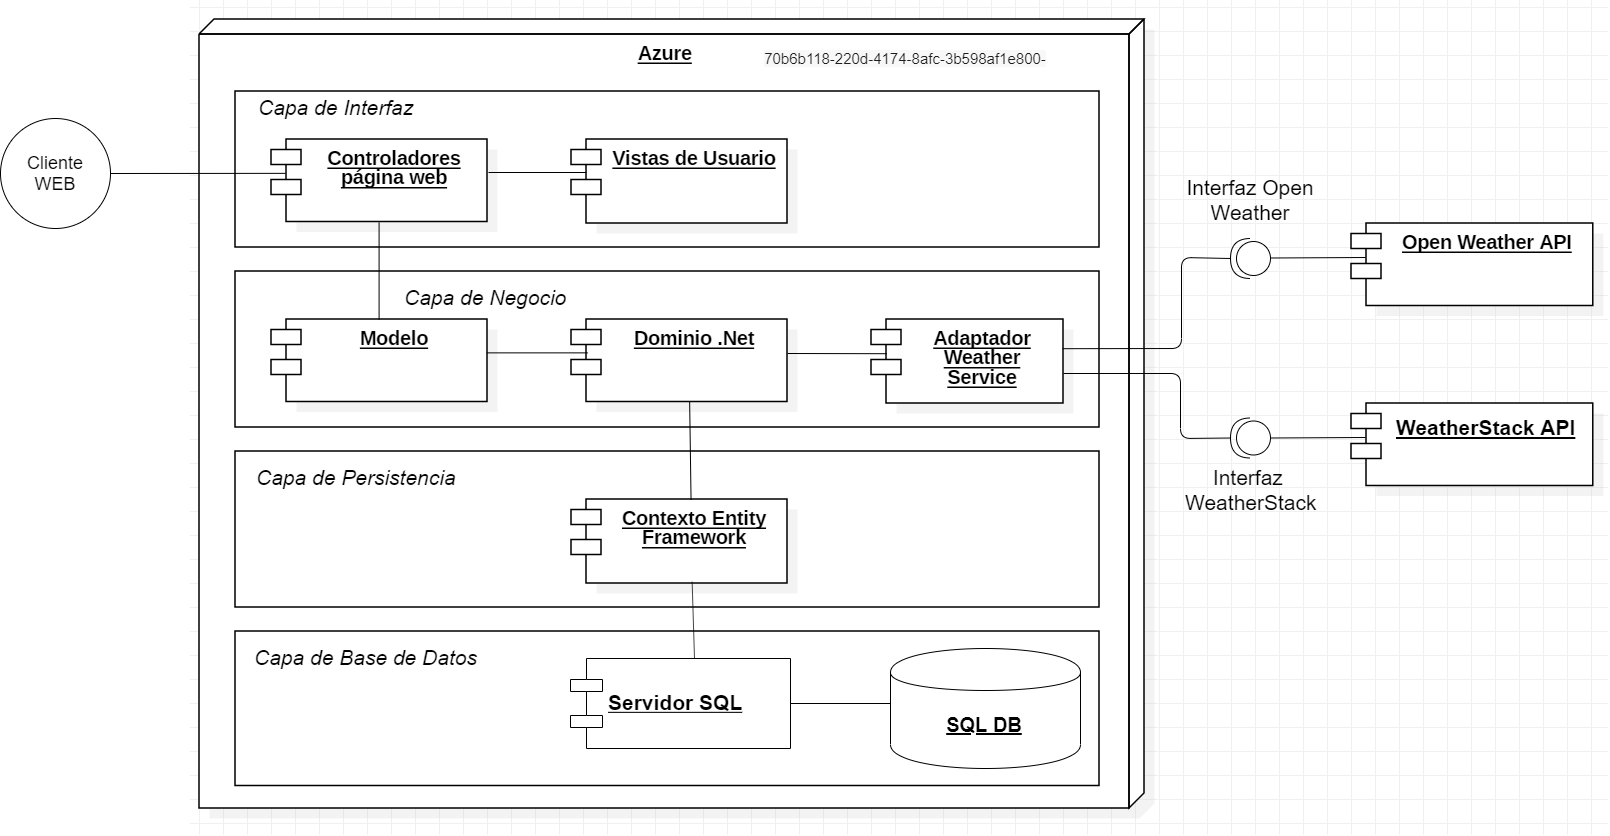 Azure
70b6b118-220d-4174-8afc-3b598af1e800-
Capa de Interfaz
Cliente
WEB
Controladores
página web
Vistas de Usuario
Interfaz Open
Weather
Open Weather API
Capa de Negocio
Modelo
Dominio .Net
Adaptador
Weather
Service
WeatherStack API
Interfaz
WeatherStack
Capa de Persistencia
Contexto Entity
Framework
Capa de Base de Datos
Servidor SQL
SQL DB